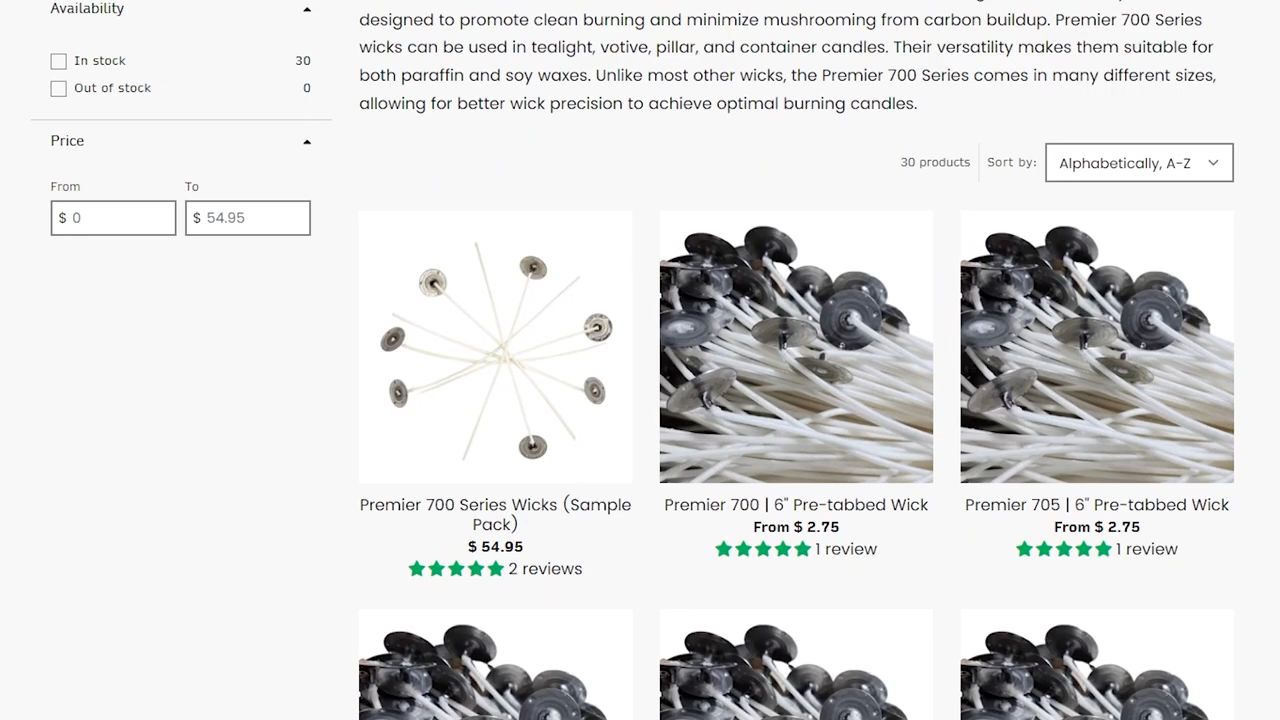 Availability
In stock 30
Out of stock 0
Price
From To
$ 0 $ 54.95
designed to promote clean burning and minimize mushrooming from carbon buildup. Premier 700 Series
wicks can be used in tealight, votive, pillar, and container candles. Their versatility makes them suitable for
both paraffin and soy waxes. Unlike most other wicks, the Premier 700 Series comes in many different sizes,
allowing for better wick precision to achieve optimal burning candles.
30 products Sort by: Alphabetically, A-Z
Premier 700 Series Wicks (Sample
Pack)
$ 54.95
2 reviews
Premier 700 | 6" Pre-tabbed Wick
From $ 2.75
1 review
Premier 705 | 6" Pre-tabbed Wick
From $ 2.75
1 review